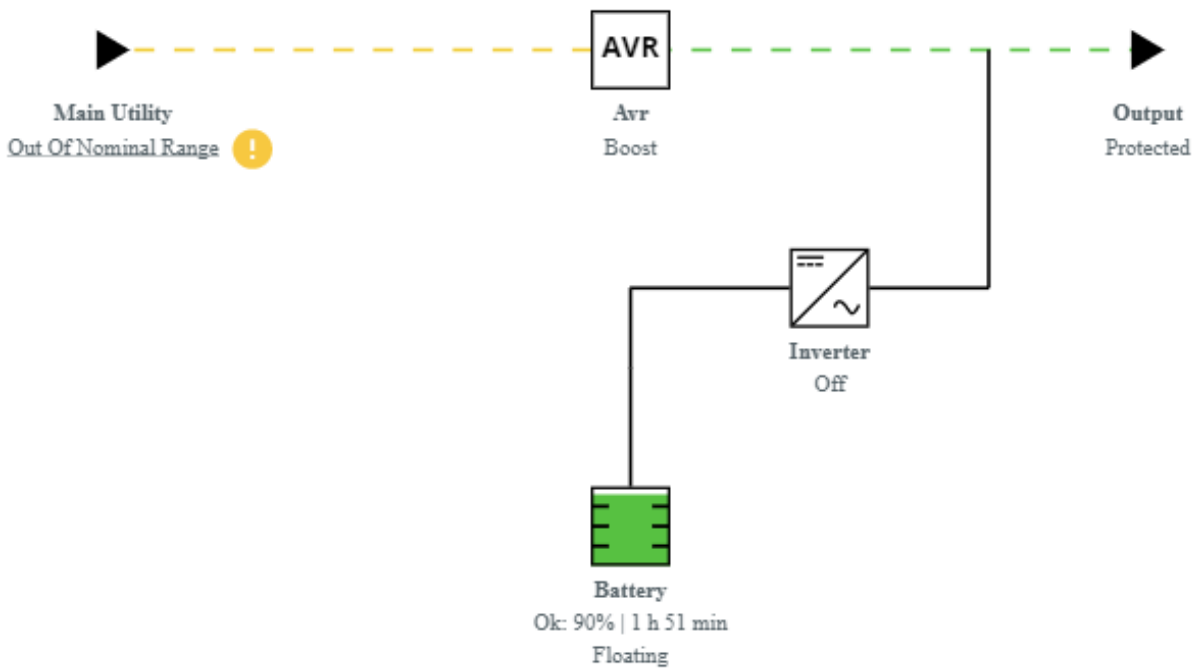 AVR
Main Utility
Out Of Nominal Range !
Avr
Boost
Output
Protected
Inverter
Off
Battery
Ok: 90% | 1 h 51 min
Floating